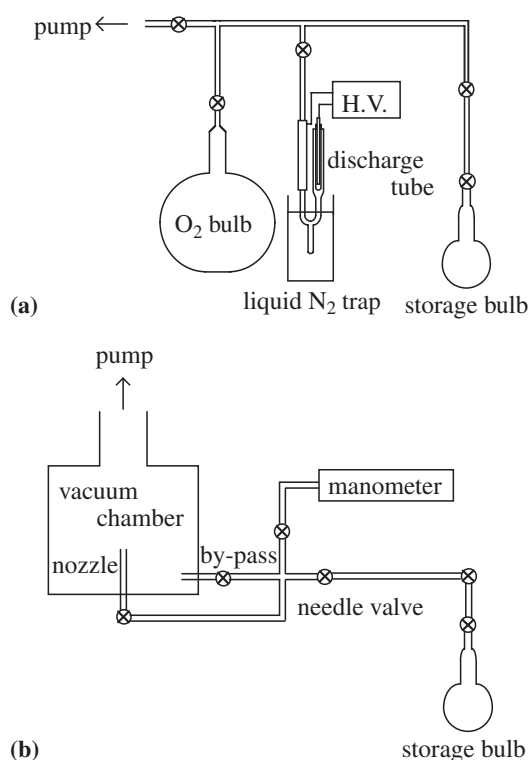 pump
H.V.
discharge
tube
O₂ bulb
liquid N₂ trap
storage bulb
(a)
pump
vacuum
chamber
manometer
nozzle
by-pass
needle valve
storage bulb
(b)